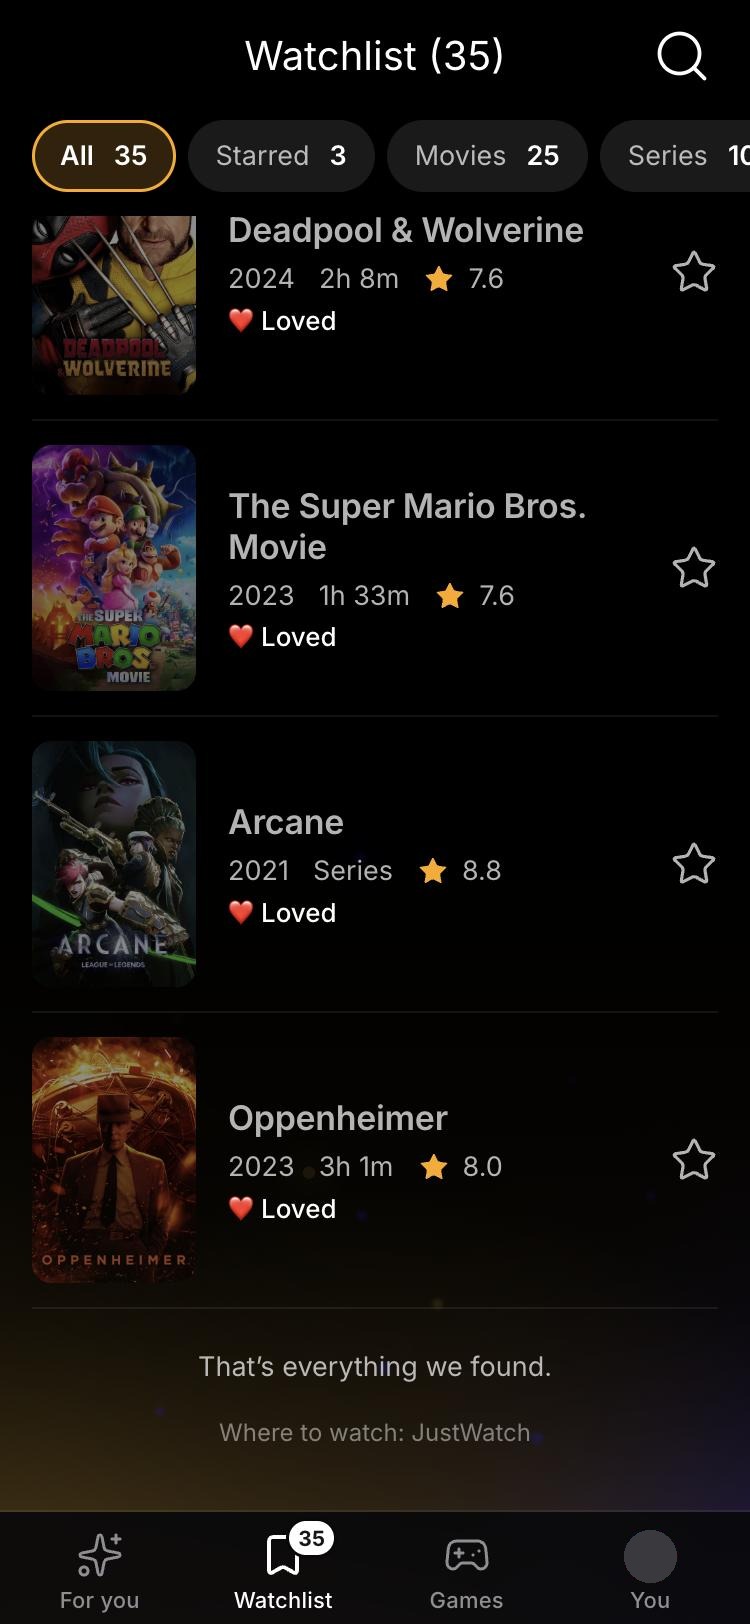 Watchlist (35)
All 35 Starred 3 Movies 25 Series 10
Deadpool & Wolverine
2024 2h 8m 7.6
Loved
DEADPOOL
& WOLVERINE
The Super Mario Bros.
Movie
2023 1h 33m 7.6
Loved
THE SUPER
MARIO
BROS
MOVIE
Arcane
2021 Series 8.8
Loved
ARCANE
LEAGUE OF LEGENDS
Oppenheimer
2023 3h 1m 8.0
Loved
OPPENHEIMER
That’s everything we found.
Where to watch: JustWatch
35
For you Watchlist Games You